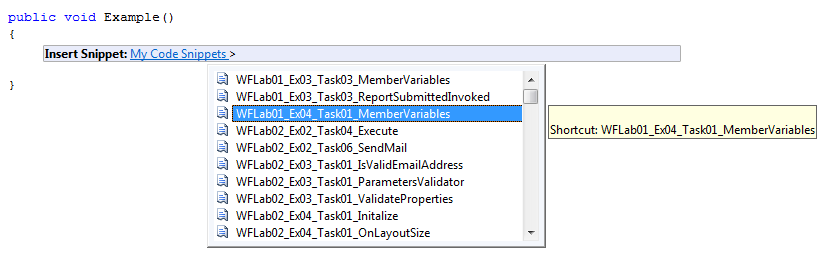 public void Example()
{
Insert Snippet: My Code Snippets >
WFLab01_Ex03_Task03_MemberVariables
WFLab01_Ex03_Task03_ReportSubmittedInvoked
WFLab01_Ex04_Task01_MemberVariables
Shortcut: WFLab01_Ex04_Task01_MemberVariables
WFLab02_Ex02_Task04_Execute
WFLab02_Ex02_Task06_SendMail
WFLab02_Ex03_Task01_IsValidEmailAddress
WFLab02_Ex03_Task01_ParametersValidator
WFLab02_Ex03_Task01_ValidateProperties
WFLab02_Ex04_Task01_Initalize
WFLab02_Ex04_Task01_OnLayoutSize
}